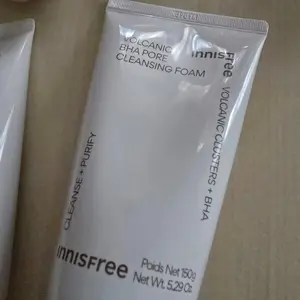 VOLCANIC
BHA PORE
CLEANSING FOAM
innisfree
VOLCANIC CLUSTERS + BHA
CLEANSE + PURIFY
innisfree
Poids Net 150g
Net Wt. 5.29 Oz